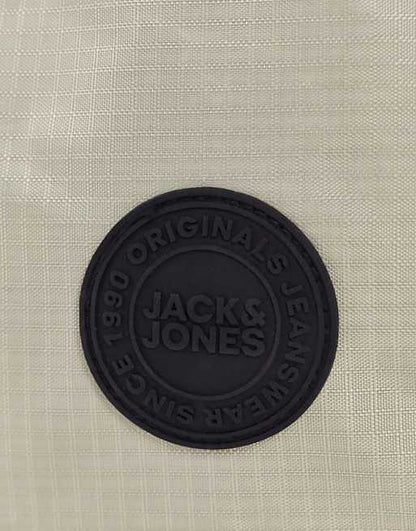 ORIGINALS JEANSWEAR SINCE 1990
JACK&
JONES